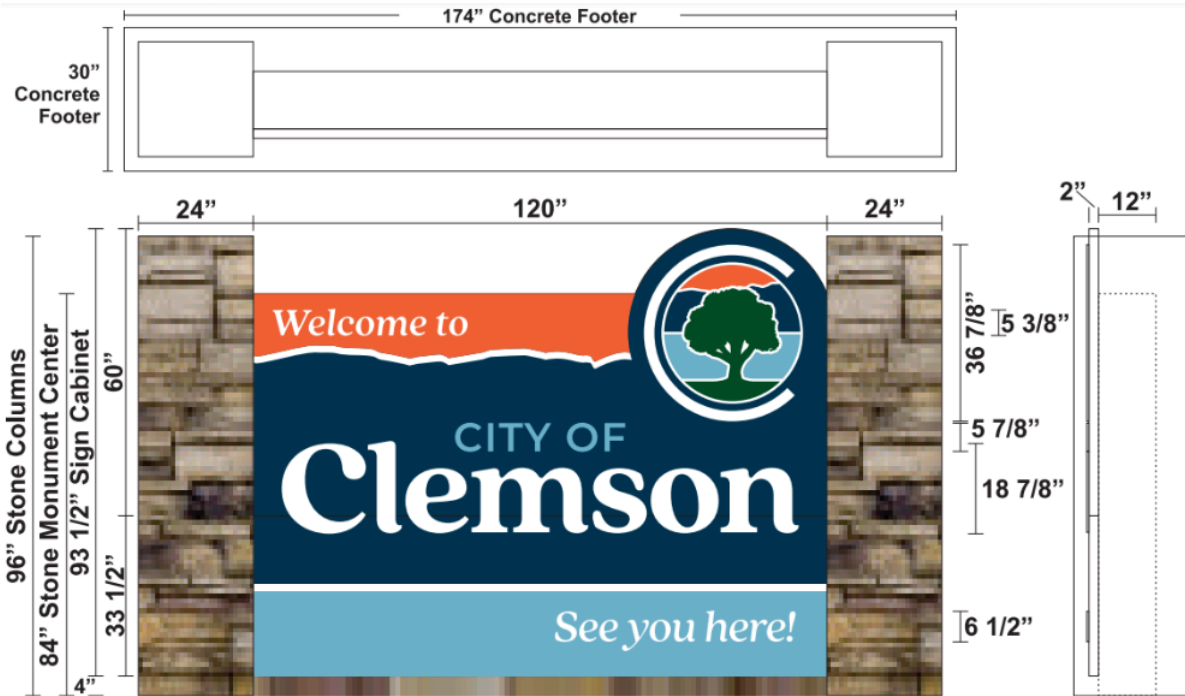 174” Concrete Footer
30”
Concrete
Footer
24”
120”
24”
2”
12”
96” Stone Columns
84” Stone Monument Center
93 1/2” Sign Cabinet
60”
33 1/2”
4”
Welcome to
CITY OF
Clemson
See you here!
36 7/8”
5 3/8”
5 7/8”
18 7/8”
6 1/2”